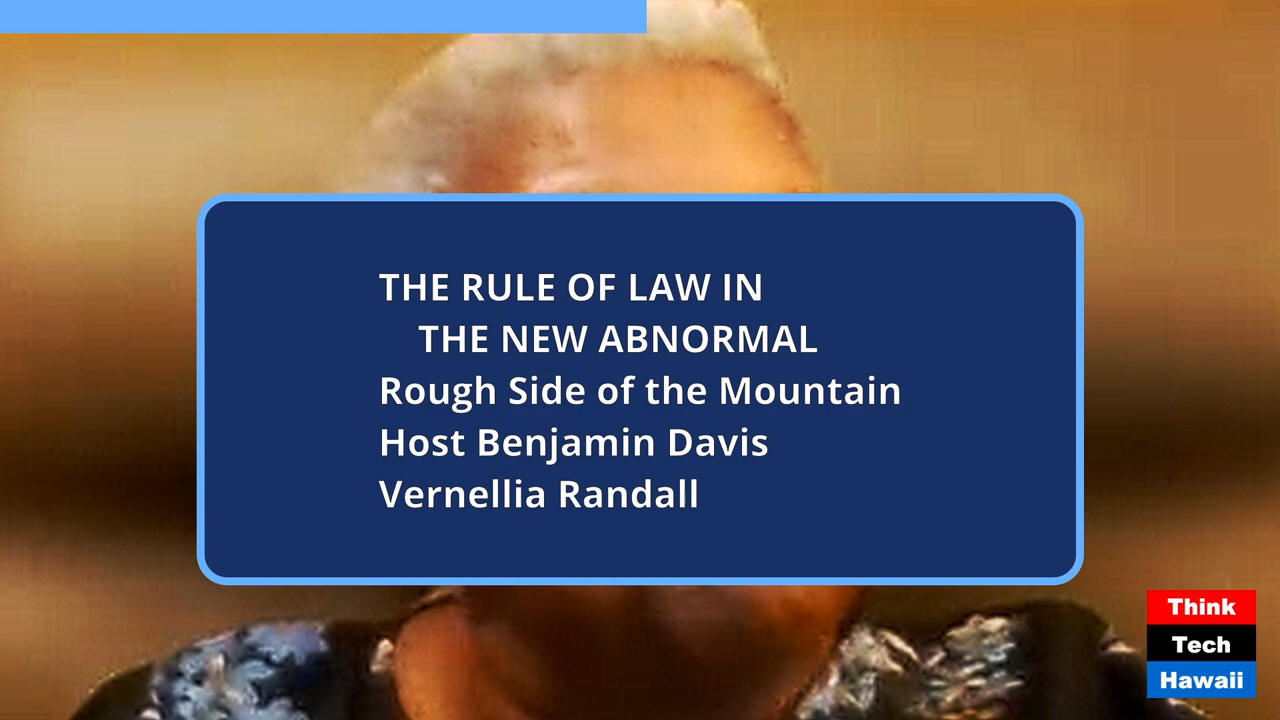 THE RULE OF LAW IN
THE NEW ABNORMAL
Rough Side of the Mountain
Host Benjamin Davis
Vernellia Randall
Think
Tech
Hawaii